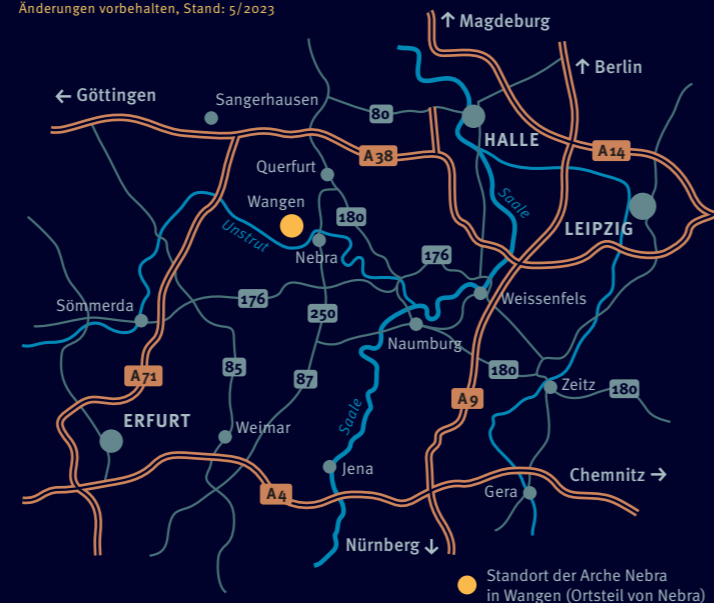 Änderungen vorbehalten, Stand: 5/2023
↑ Magdeburg
↑ Berlin
← Göttingen
Sangerhausen
80
HALLE
A38
A14
Querfurt
Wangen
180
Saale
LEIPZIG
Unstrut
Nebra
176
Sömmerda
176
250
Weissenfels
Naumburg
A71
85
87
180
Zeitz
180
A9
ERFURT
Weimar
Saale
Jena
A4
Gera
Chemnitz →
Nürnberg ↓
Standort der Arche Nebra
in Wangen (Ortsteil von Nebra)